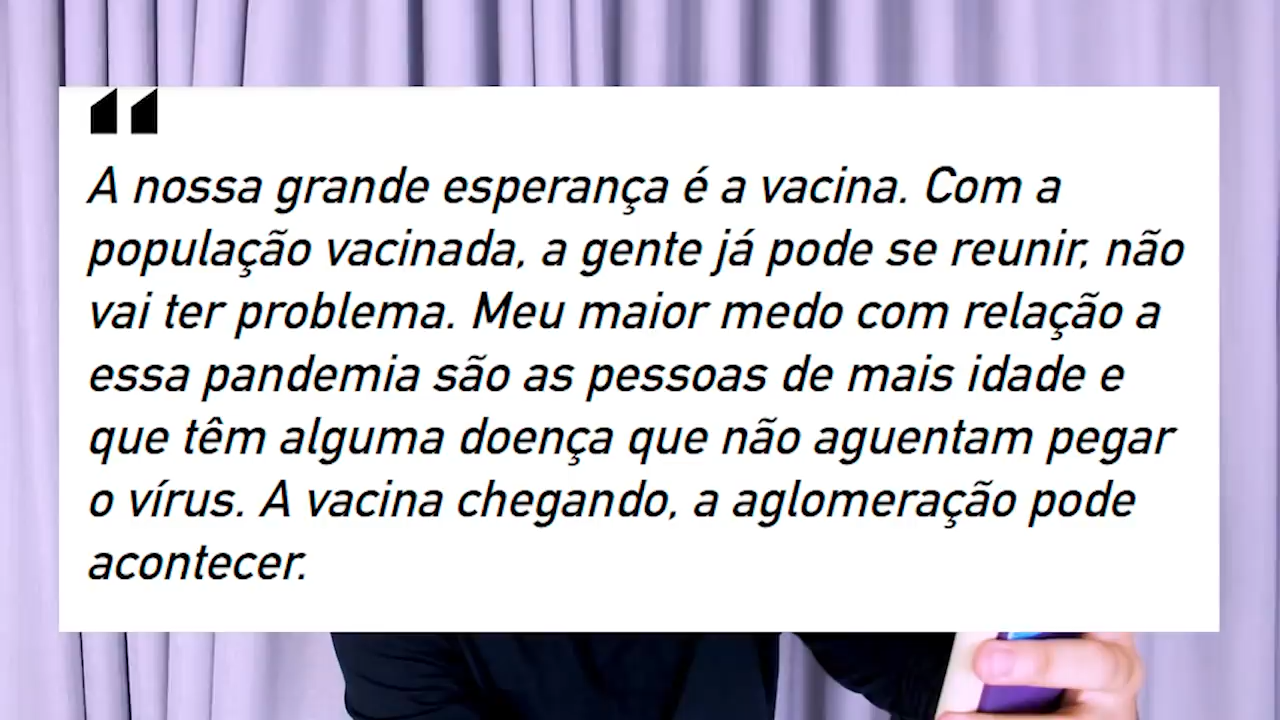 A nossa grande esperança é a vacina. Com a
população vacinada, a gente já pode se reunir, não
vai ter problema. Meu maior medo com relação a
essa pandemia são as pessoas de mais idade e
que têm alguma doença que não aguentam pegar
o vírus. A vacina chegando, a aglomeração pode
acontecer.